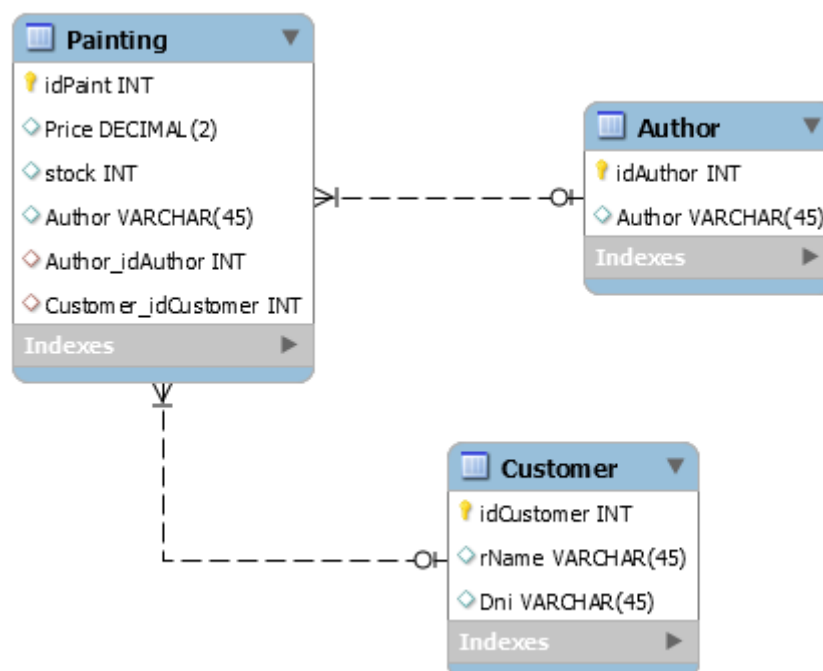 Painting
idPaint INT
Price DECIMAL(2)
stock INT
Author VARCHAR(45)
Author_idAuthor INT
Customer_idCustomer INT
Indexes
Author
idAuthor INT
Author VARCHAR(45)
Indexes
Customer
idCustomer INT
rName VARCHAR(45)
Dni VARCHAR(45)
Indexes